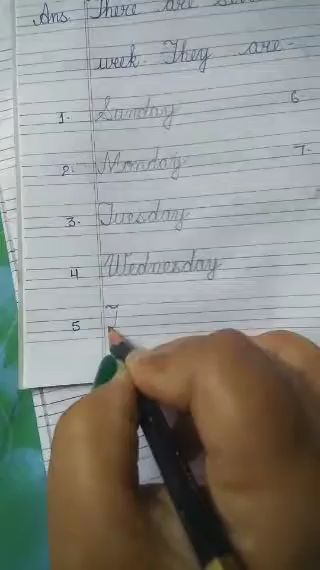 Ans. There are
week. They are -
1. Sunday
6
2. Monday
7.
3. Tuesday
4 Wednesday
5 T